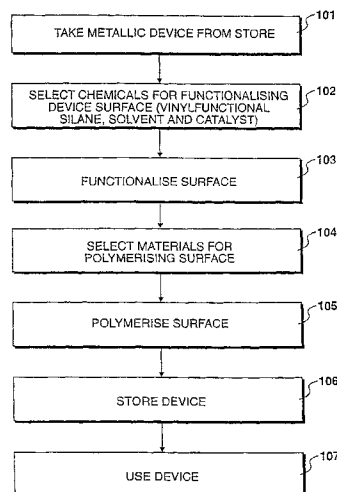 101
TAKE METALLIC DEVICE FROM STORE
102
SELECT CHEMICALS FOR FUNCTIONALISING
DEVICE SURFACE (VINYLFUNCTIONAL
SILANE, SOLVENT AND CATALYST)
103
FUNCTIONALISE SURFACE
104
SELECT MATERIALS FOR
POLYMERISING SURFACE
105
POLYMERISE SURFACE
106
STORE DEVICE
107
USE DEVICE